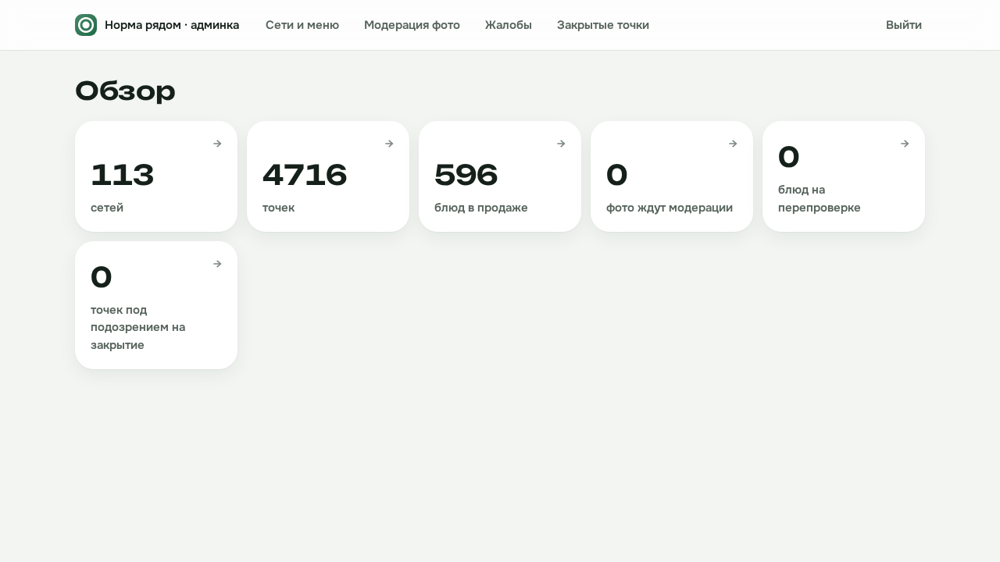 Норма рядом · админка
Сети и меню
Модерация фото
Жалобы
Закрытые точки
Выйти
Обзор
→
113
сетей
→
4716
точек
→
596
блюд в продаже
→
0
фото ждут модерации
→
0
блюд на
перепроверке
→
0
точек под
подозрением на
закрытие